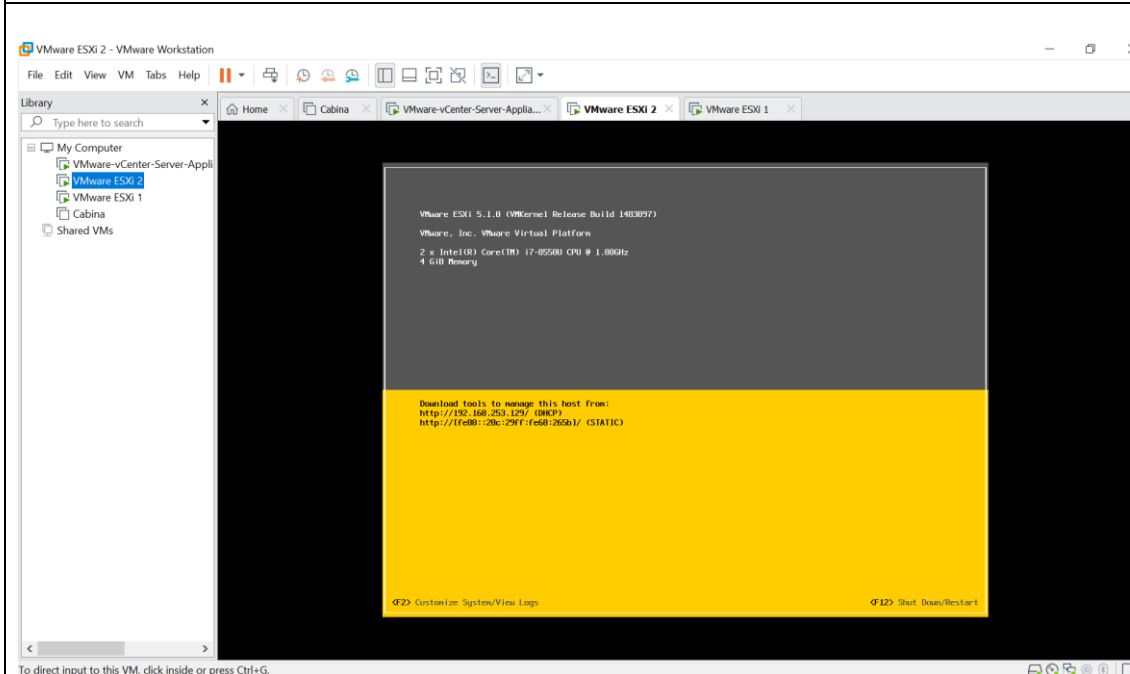 VMware ESXi 2 - VMware Workstation
File Edit View VM Tabs Help
Library
Home
Cabina
VMware-vCenter-Server-Applia...
VMware ESXi 2
VMware ESXi 1
Type here to search
My Computer
VMware-vCenter-Server-Appli
VMware ESXi 2
VMware ESXi 1
Cabina
Shared VMs
VMware ESXi 5.1.0 (VMKernel Release Build 1483097)
VMware, Inc. VMware Virtual Platform
2 x Intel(R) Core(TM) i7-8550U CPU @ 1.80GHz
4 GiB Memory
Download tools to manage this host from:
http://192.168.253.129/ (DHCP)
http://[fe80::20c:29ff:fe68:265b]/ (STATIC)
<F2> Customize System/View Logs
<F12> Shut Down/Restart
To direct input to this VM, click inside or press Ctrl+G.